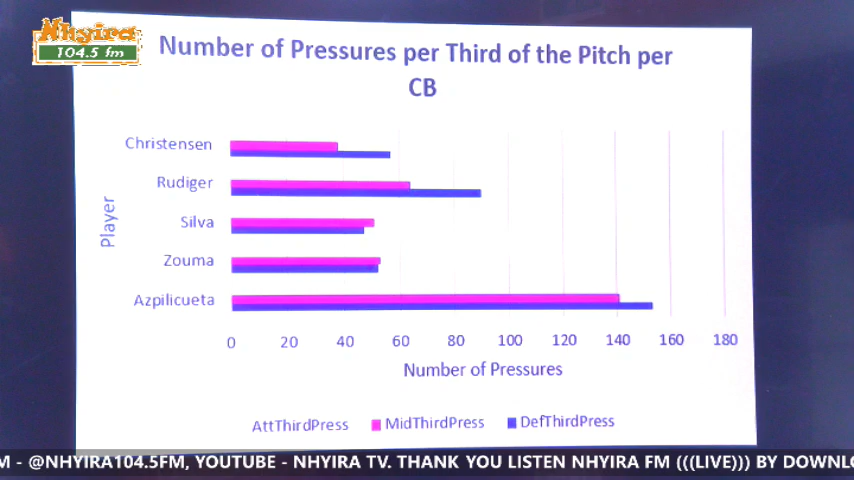 Nhyira
104.5 fm
Number of Pressures per Third of the Pitch per
CB
Christensen
Rudiger
Silva
Zouma
Azpilicueta
Player
0 20 40 60 80 100 120 140 160 180
Number of Pressures
AttThirdPress MidThirdPress DefThirdPress
M - @NHYIRA104.5FM, YOUTUBE - NHYIRA TV. THANK YOU LISTEN NHYIRA FM (((LIVE))) BY DOWNLO